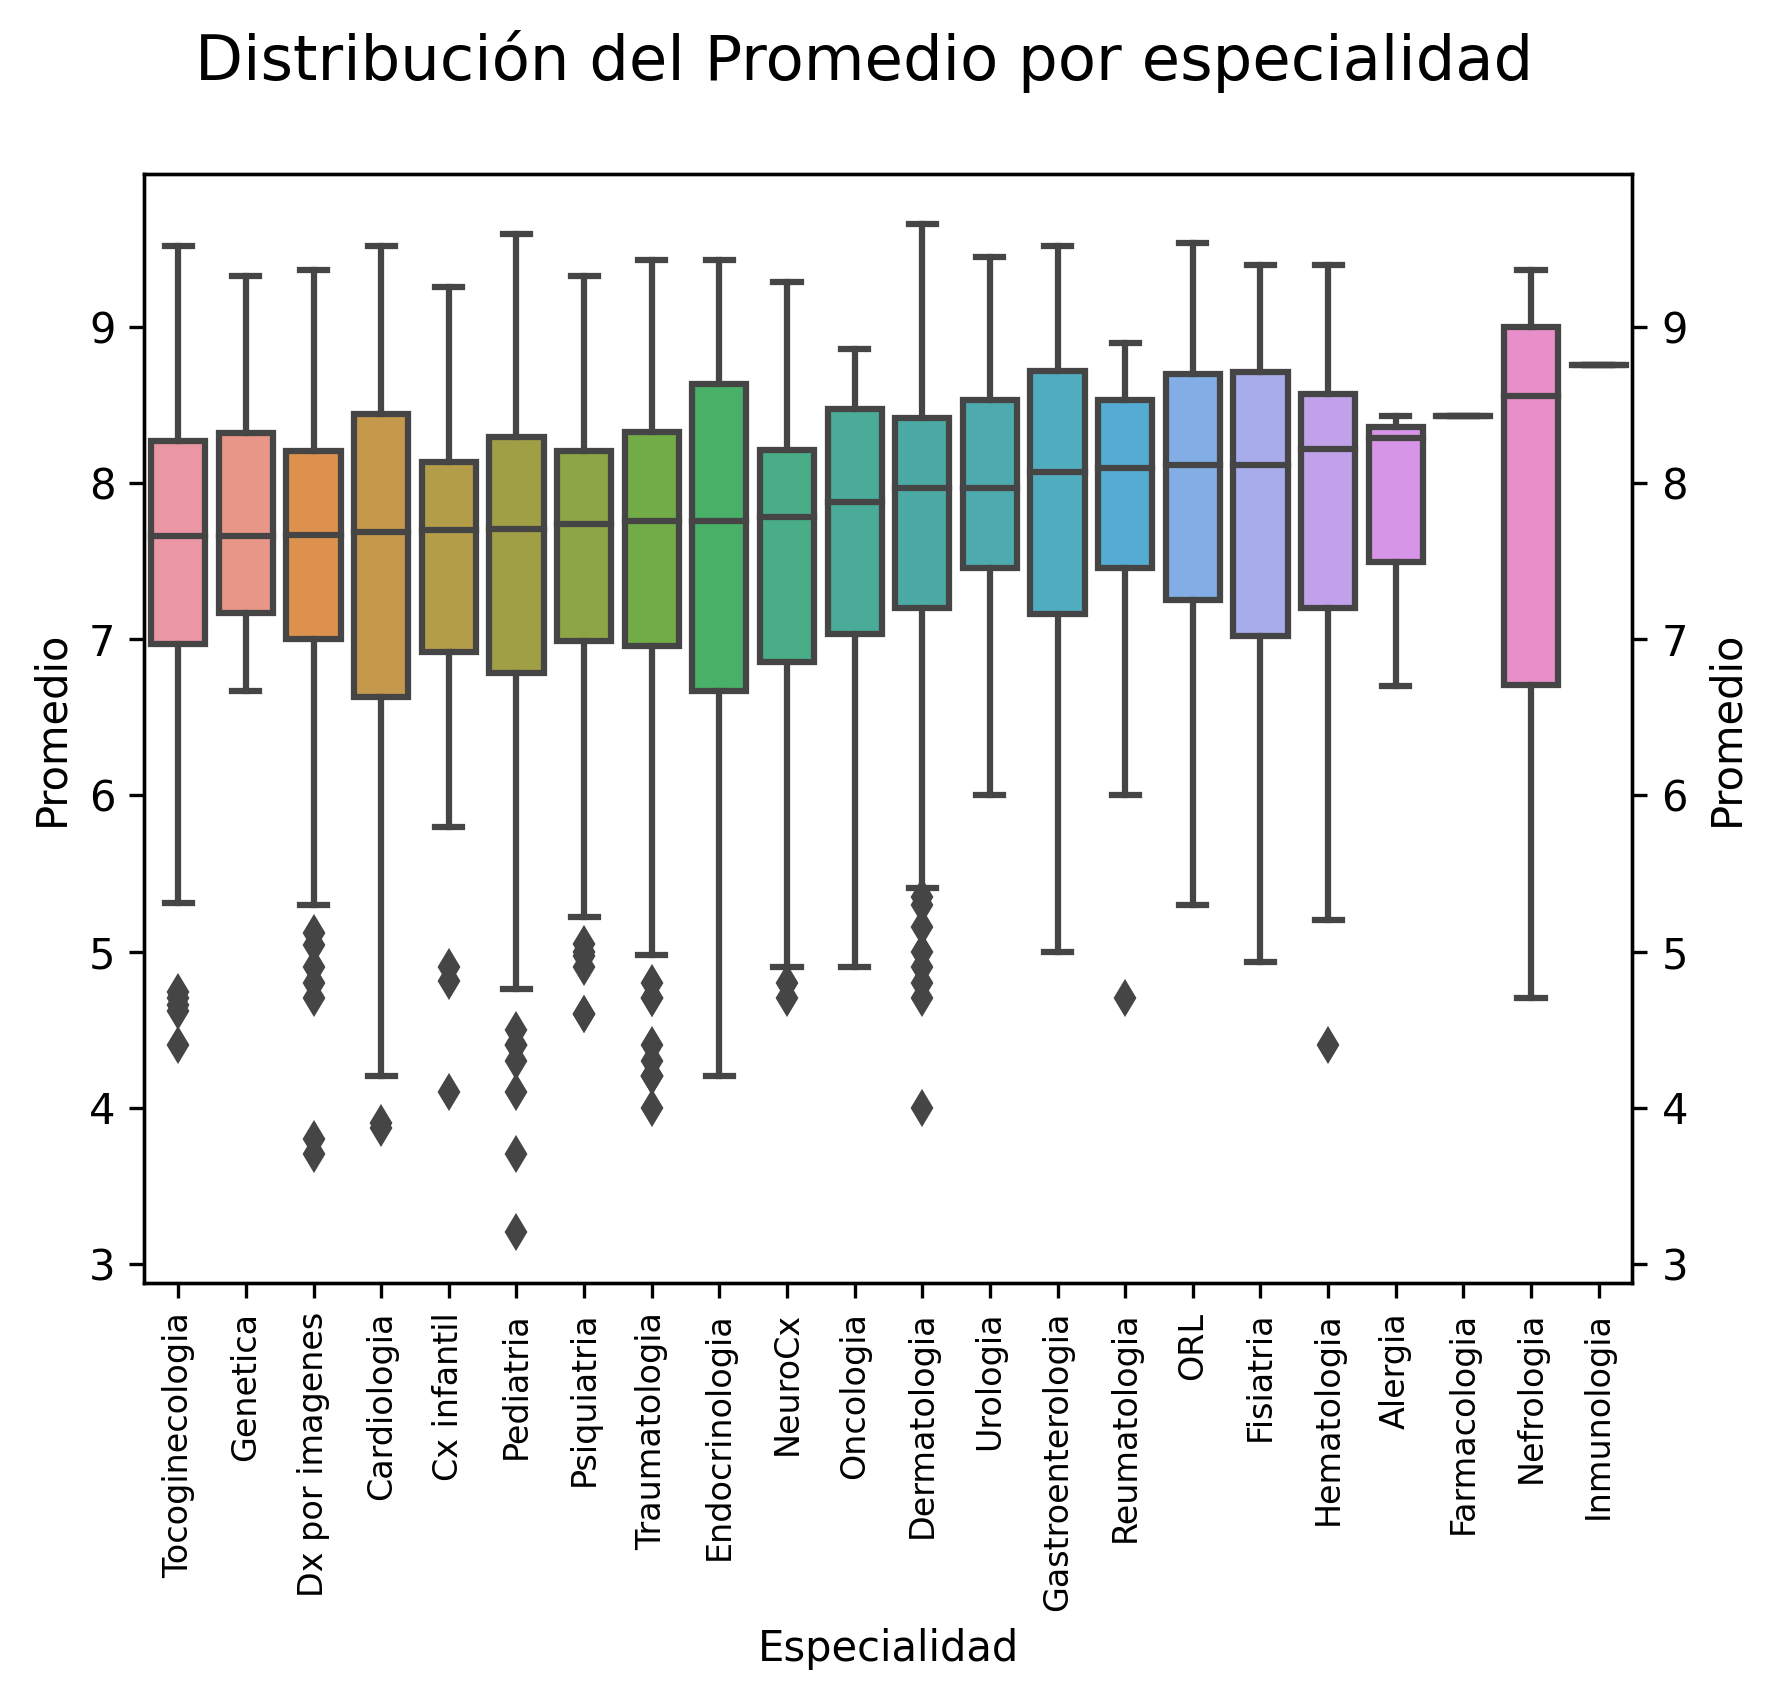 Distribución del Promedio por especialidad
Promedio
9
8
7
6
5
4
3
9
8
7
6
5
4
3
Promedio
Tocoginecologia
Genetica
Dx por imagenes
Cardiologia
Cx infantil
Pediatria
Psiquiatria
Traumatologia
Endocrinologia
NeuroCx
Oncologia
Dermatologia
Urologia
Gastroenterologia
Reumatologia
ORL
Fisiatria
Hematologia
Alergia
Farmacologia
Nefrologia
Inmunologia
Especialidad